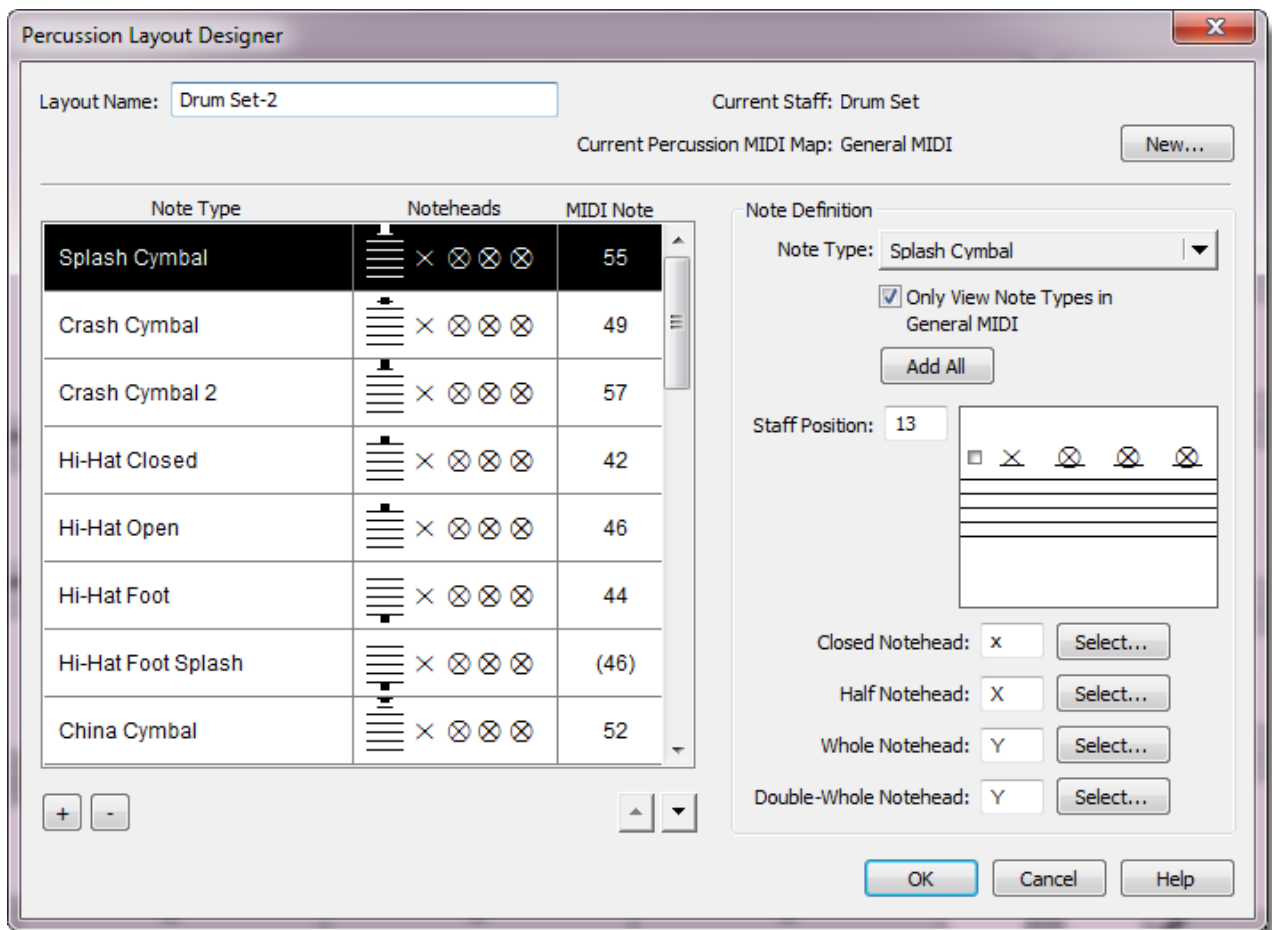 Percussion Layout Designer
Layout Name: Drum Set-2
Current Staff: Drum Set
Current Percussion MIDI Map: General MIDI
New...
Note Type Noteheads MIDI Note
Splash Cymbal 55
Crash Cymbal 49
Crash Cymbal 2 57
Hi-Hat Closed 42
Hi-Hat Open 46
Hi-Hat Foot 44
Hi-Hat Foot Splash (46)
China Cymbal 52
+ -
Note Definition
Note Type: Splash Cymbal
Only View Note Types in
General MIDI
Add All
Staff Position: 13
Closed Notehead: x Select...
Half Notehead: X Select...
Whole Notehead: Y Select...
Double-Whole Notehead: Y Select...
OK Cancel Help